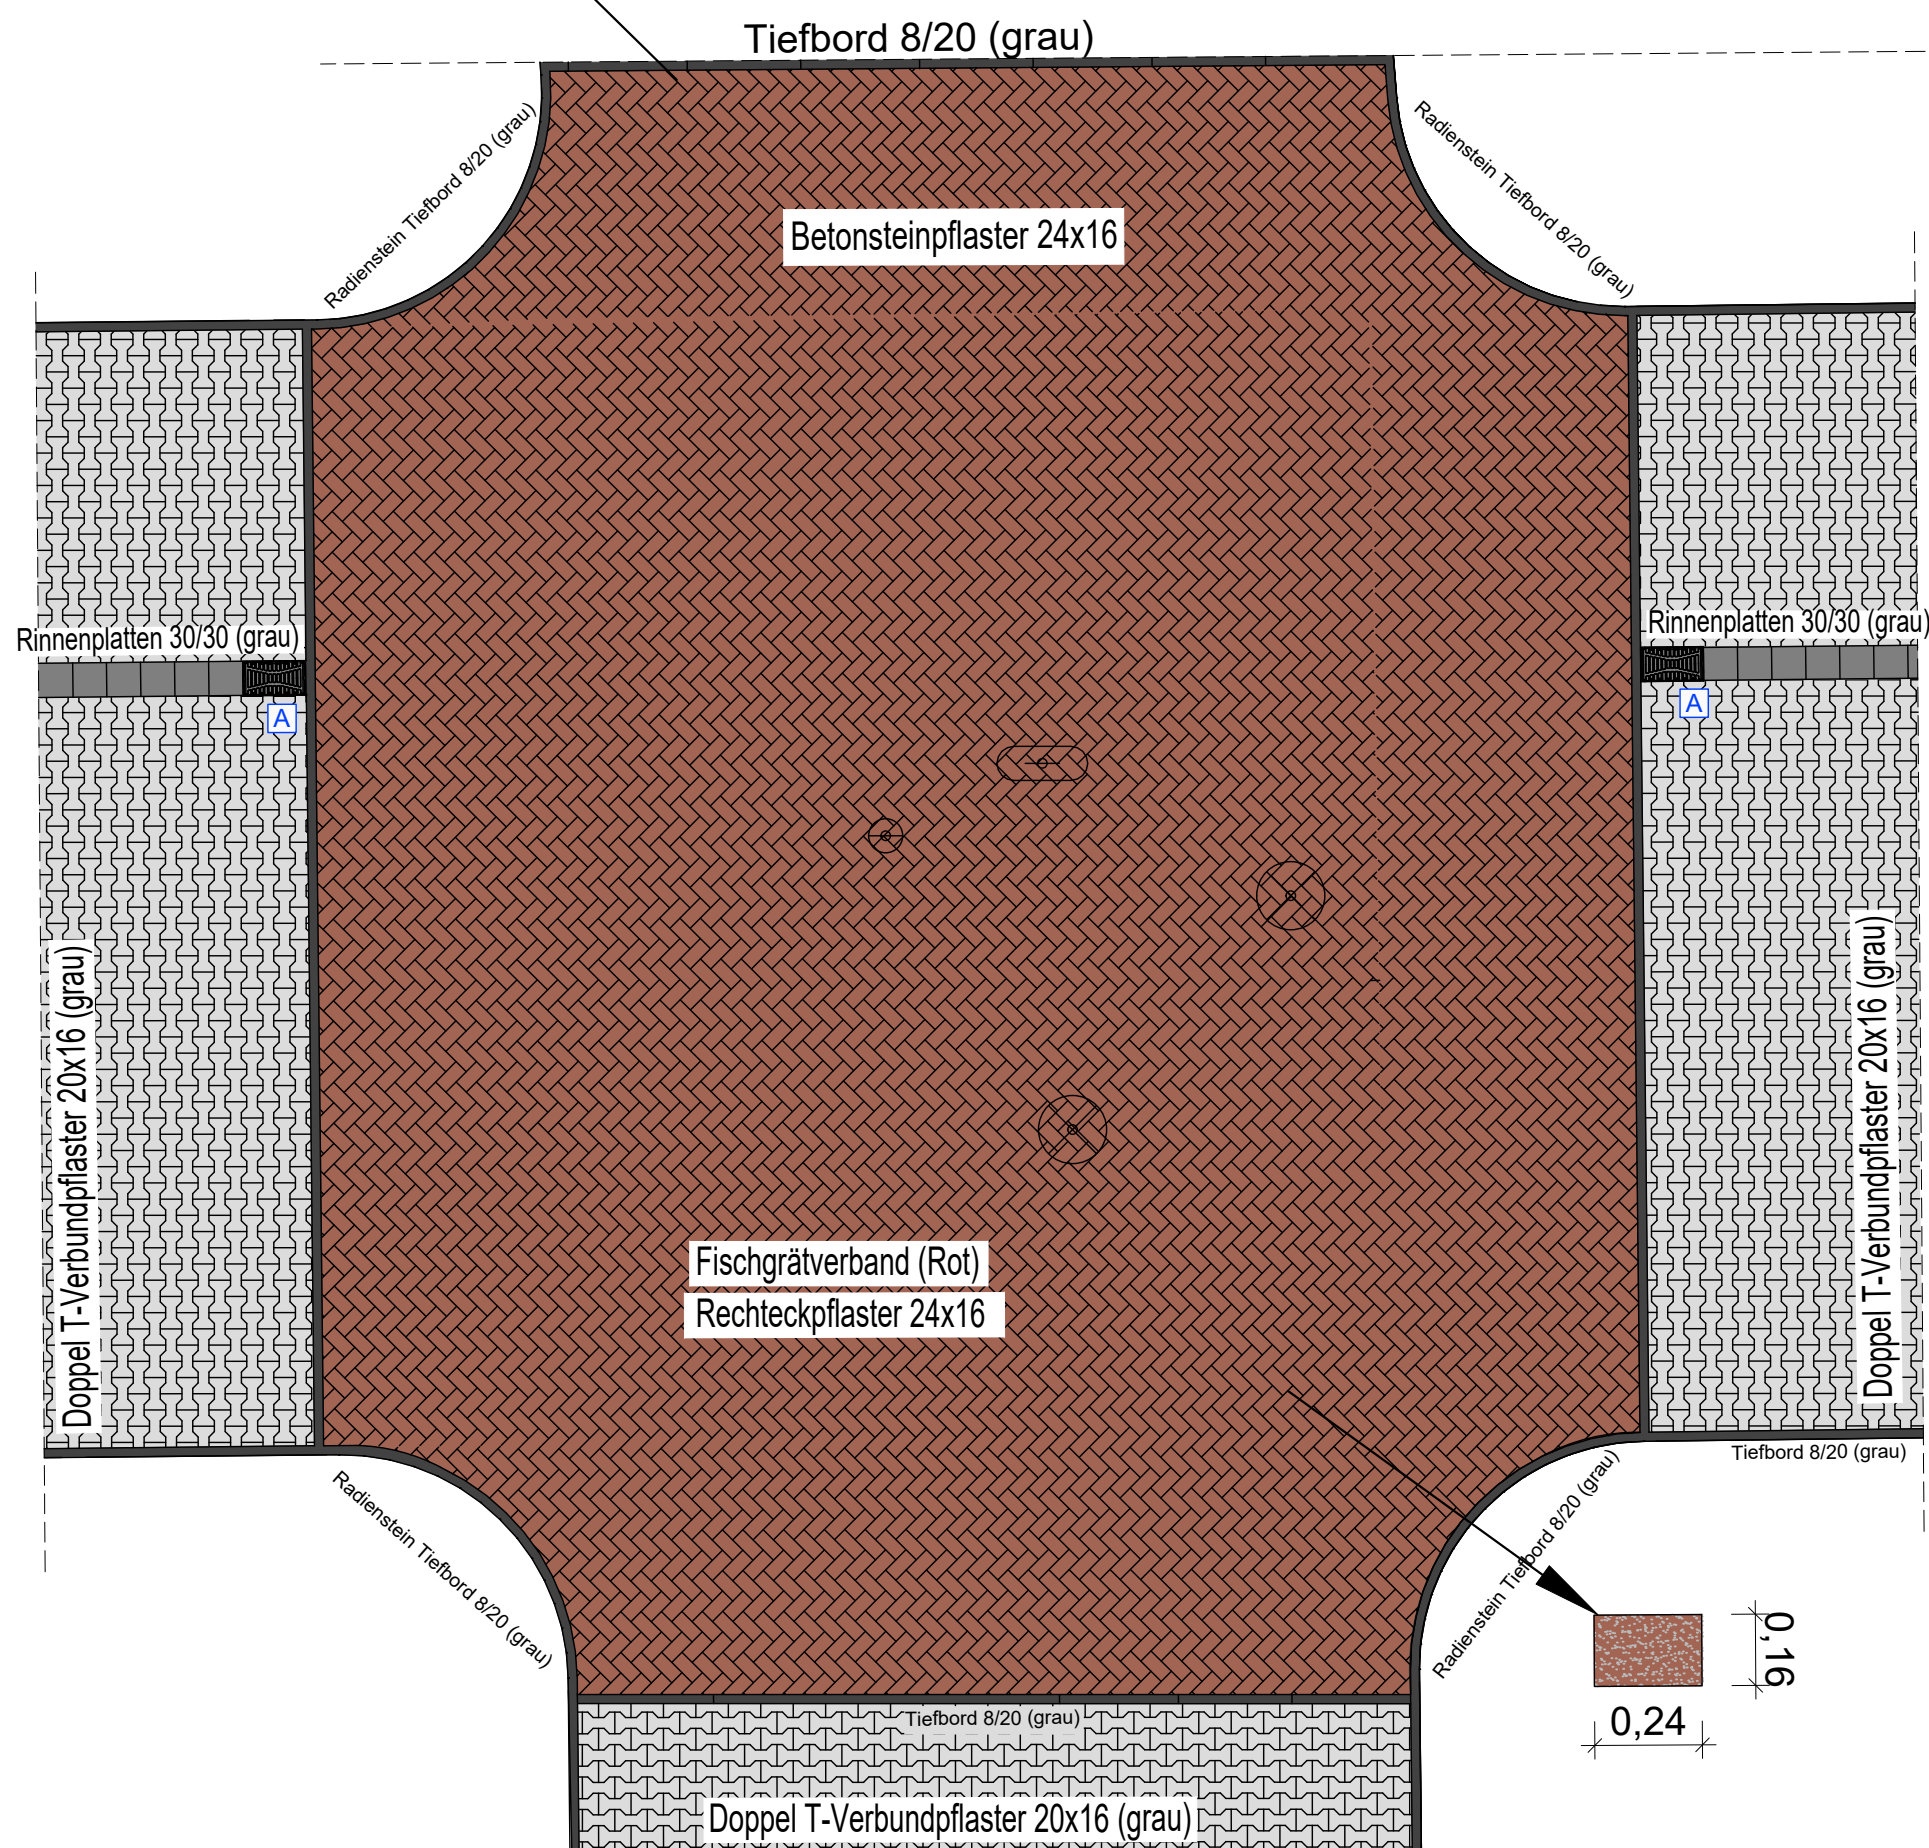 Tiefbord 8/20 (grau)
Radienstein Tiefbord 8/20 (grau)
Radienstein Tiefbord 8/20 (grau)
Betonsteinpflaster 24x16
Rinnenplatten 30/30 (grau)
Rinnenplatten 30/30 (grau)
A
A
Doppel T-Verbundpflaster 20x16 (grau)
Doppel T-Verbundpflaster 20x16 (grau)
Fischgrätverband (Rot)
Rechteckpflaster 24x16
Tiefbord 8/20 (grau)
Radienstein Tiefbord 8/20 (grau)
Radienstein Tiefbord 8/20 (grau)
0,16
0,24
Tiefbord 8/20 (grau)
Doppel T-Verbundpflaster 20x16 (grau)